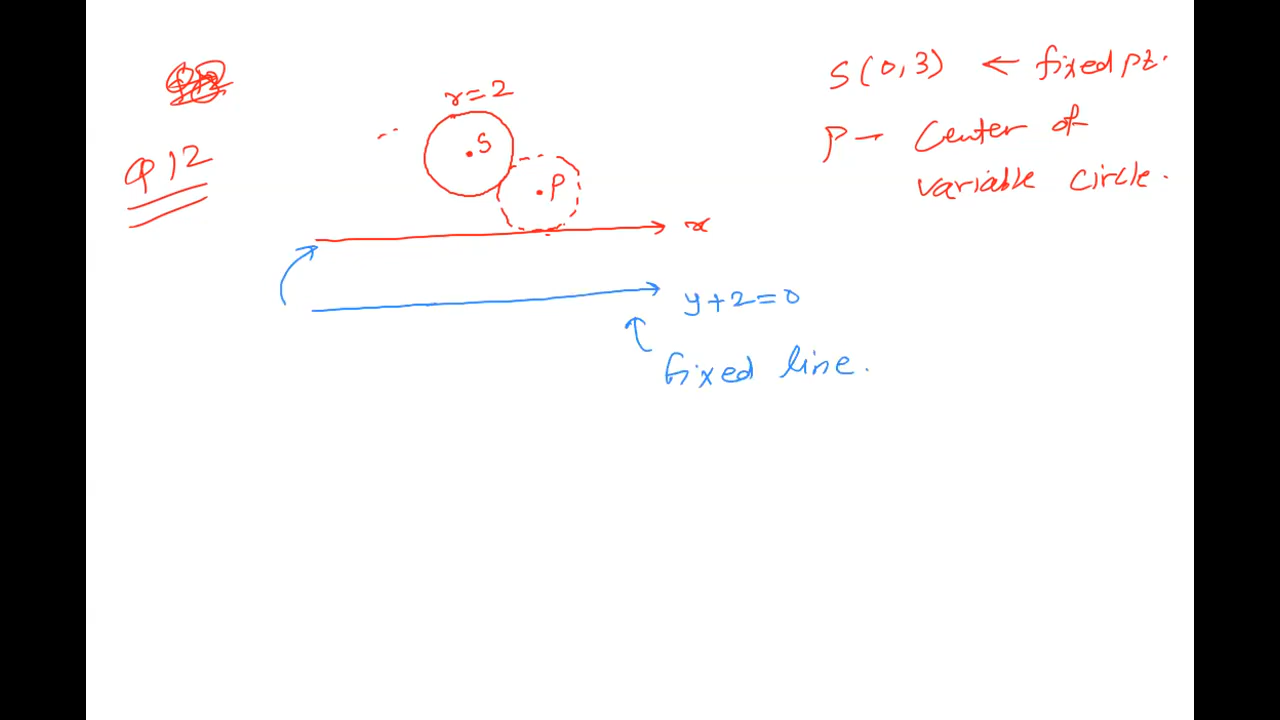 Q12
r=2
S
P
x
y+2=0
fixed line.
S(0,3) ← fixed pt.
P — Center of
variable circle.